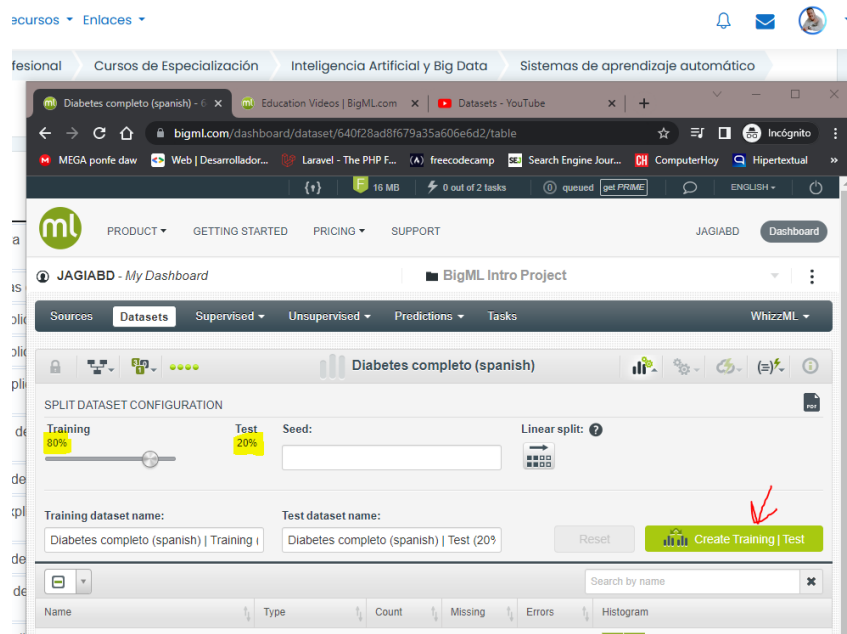 Enlaces
Cursos de Especialización
Inteligencia Artificial y Big Data
Sistemas de aprendizaje automático
Diabetes completo (spanish) - 6
Education Videos | BigML.com
Datasets - YouTube
bigml.com/dashboard/dataset/640f28ad8f679a35a606e6d2/table
Incógnito
MEGA ponfe daw
Web | Desarrollador...
Laravel - The PHP F...
freecodecamp
Search Engine Jour...
ComputerHoy
Hipertextual
16 MB
0 out of 2 tasks
0 queued
get PRIME
ENGLISH
ml
PRODUCT
GETTING STARTED
PRICING
SUPPORT
JAGIABD
Dashboard
JAGIABD - My Dashboard
BigML Intro Project
Sources
Datasets
Supervised
Unsupervised
Predictions
Tasks
WhizzML
Diabetes completo (spanish)
SPLIT DATASET CONFIGURATION
PDF
Training
Test
Seed:
Linear split:
80%
20%
Training dataset name:
Test dataset name:
Diabetes completo (spanish) | Training (
Diabetes completo (spanish) | Test (20%
Reset
Create Training | Test
Search by name
Name
Type
Count
Missing
Errors
Histogram